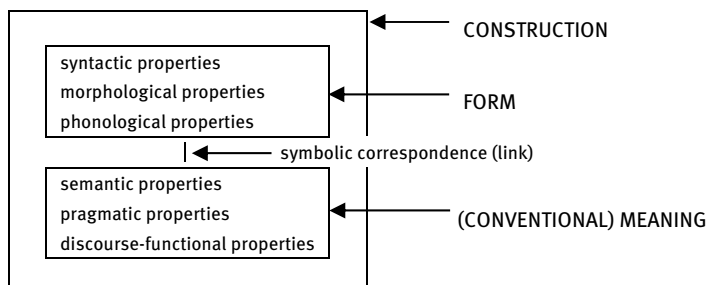 CONSTRUCTION
syntactic properties
morphological properties
phonological properties
FORM
symbolic correspondence (link)
semantic properties
pragmatic properties
discourse-functional properties
(CONVENTIONAL) MEANING